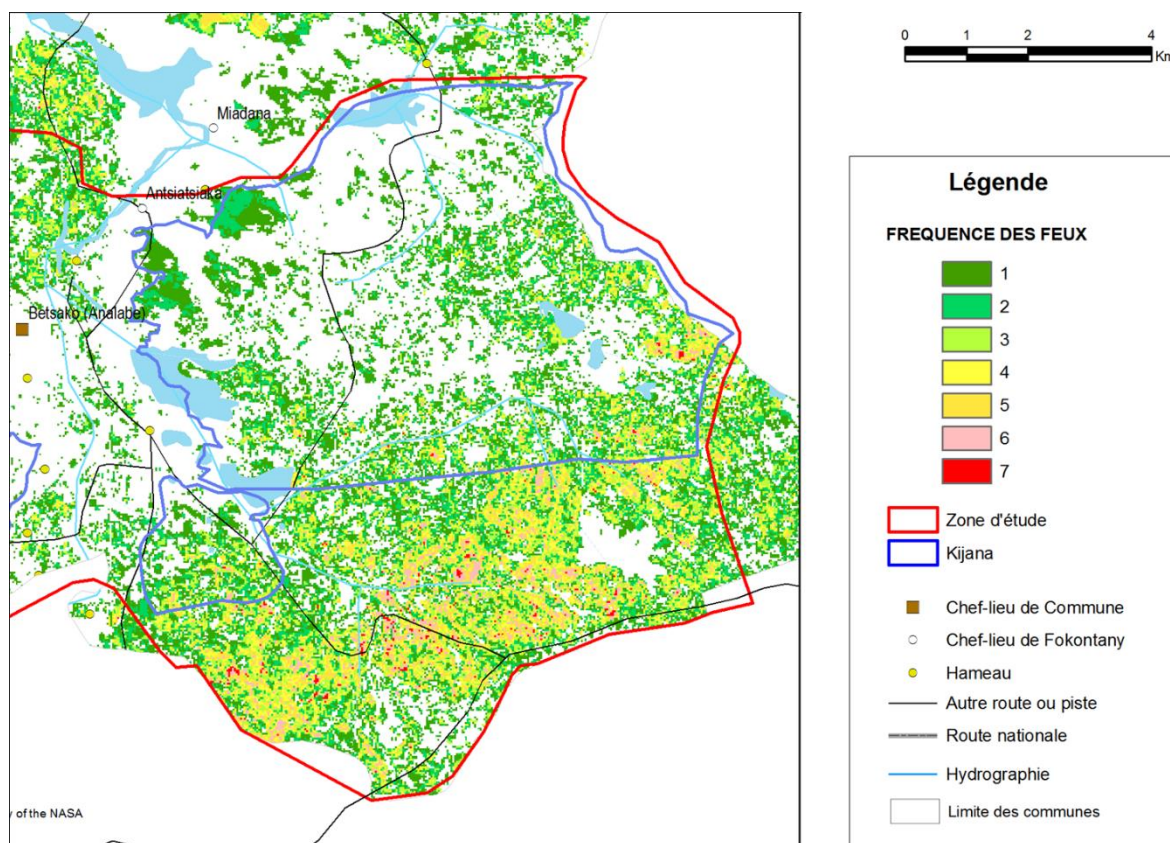 Miadana
Antsiatsiaka
Betsako (Analabe)
y of the NASA
0 1 2 4
Km
Légende
FREQUENCE DES FEUX
1
2
3
4
5
6
7
Zone d'étude
Kijana
Chef-lieu de Commune
Chef-lieu de Fokontany
Hameau
Autre route ou piste
Route nationale
Hydrographie
Limite des communes